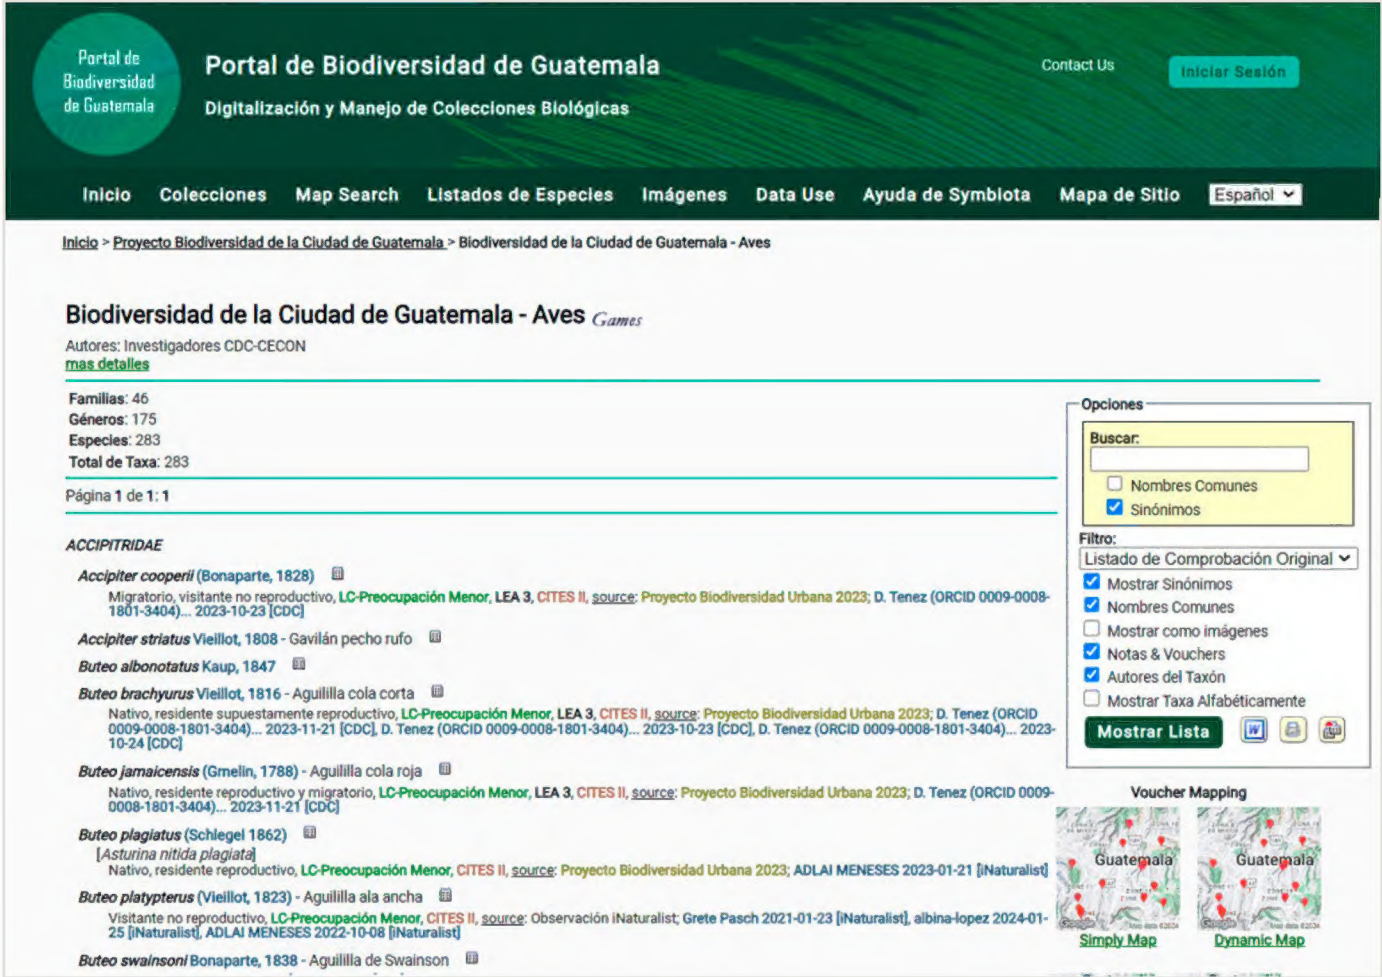 Portal de
Biodiversidad
de Guatemala
Portal de Biodiversidad de Guatemala
Digitalización y Manejo de Colecciones Biológicas
Contact Us
Iniciar Sesión
Inicio Colecciones Map Search Listados de Especies Imágenes Data Use Ayuda de Symbiota Mapa de Sitio Español
Inicio > Proyecto Biodiversidad de la Ciudad de Guatemala > Biodiversidad de la Ciudad de Guatemala - Aves
Biodiversidad de la Ciudad de Guatemala - Aves Games
Autores: Investigadores CDC-CECON
mas detalles
Familias: 46
Géneros: 175
Especies: 283
Total de Taxa: 283
Página 1 de 1: 1
ACCIPITRIDAE
Accipiter cooperii (Bonaparte, 1828)
Migratorio, visitante no reproductivo, LC-Preocupación Menor, LEA 3, CITES II, source: Proyecto Biodiversidad Urbana 2023; D. Tenez (ORCID 0009-0008-
1801-3404)... 2023-10-23 [CDC]
Accipiter striatus Vieillot, 1808 - Gavilán pecho rufo
Buteo albonotatus Kaup, 1847
Buteo brachyurus Vieillot, 1816 - Aguililla cola corta
Nativo, residente supuestamente reproductivo, LC-Preocupación Menor, LEA 3, CITES II, source: Proyecto Biodiversidad Urbana 2023; D. Tenez (ORCID
0009-0008-1801-3404)... 2023-11-21 [CDC], D. Tenez (ORCID 0009-0008-1801-3404)... 2023-10-23 [CDC], D. Tenez (ORCID 0009-0008-1801-3404)... 2023-
10-24 [CDC]
Buteo jamaicensis (Gmelin, 1788) - Aguililla cola roja
Nativo, residente reproductivo y migratorio, LC-Preocupación Menor, LEA 3, CITES II, source: Proyecto Biodiversidad Urbana 2023; D. Tenez (ORCID 0009-
0008-1801-3404)... 2023-11-21 [CDC]
Buteo plagiatus (Schlegel 1862)
[Asturina nitida plagiata]
Nativo, residente reproductivo, LC-Preocupación Menor, CITES II, source: Proyecto Biodiversidad Urbana 2023; ADLAI MENESES 2023-01-21 [iNaturalist]
Buteo platypterus (Vieillot, 1823) - Aguililla ala ancha
Visitante no reproductivo, LC-Preocupación Menor, CITES II, source: Observación iNaturalist; Grete Pasch 2021-01-23 [iNaturalist], albina-lopez 2024-01-
25 [iNaturalist], ADLAI MENESES 2022-10-08 [iNaturalist]
Buteo swainsoni Bonaparte, 1838 - Aguililla de Swainson
Opciones
Buscar:
Nombres Comunes
Sinónimos
Filtro:
Listado de Comprobación Original
Mostrar Sinónimos
Nombres Comunes
Mostrar como imágenes
Notas & Vouchers
Autores del Taxón
Mostrar Taxa Alfabéticamente
Mostrar Lista
Voucher Mapping
Guatemala
Guatemala
Simply Map
Dynamic Map